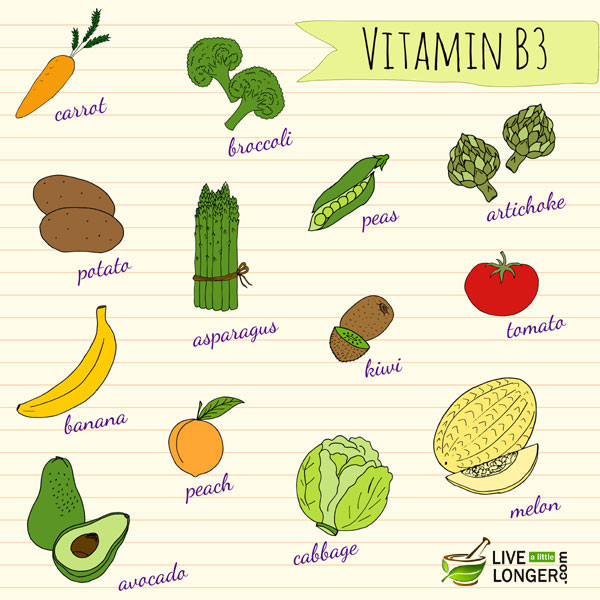 VITAMIN B3
carrot
broccoli
peas
artichoke
potato
asparagus
tomato
kiwi
banana
peach
cabbage
melon
avocado
LIVE a little
LONGER.com